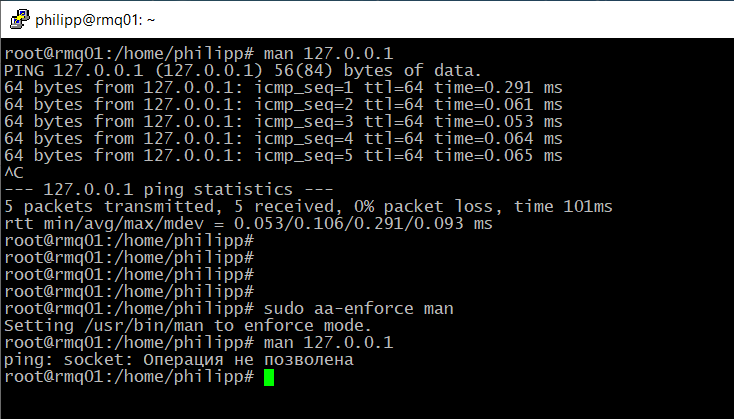 philipp@rmq01: ~
root@rmq01:/home/philipp# man 127.0.0.1
PING 127.0.0.1 (127.0.0.1) 56(84) bytes of data.
64 bytes from 127.0.0.1: icmp_seq=1 ttl=64 time=0.291 ms
64 bytes from 127.0.0.1: icmp_seq=2 ttl=64 time=0.061 ms
64 bytes from 127.0.0.1: icmp_seq=3 ttl=64 time=0.053 ms
64 bytes from 127.0.0.1: icmp_seq=4 ttl=64 time=0.064 ms
64 bytes from 127.0.0.1: icmp_seq=5 ttl=64 time=0.065 ms
^C
--- 127.0.0.1 ping statistics ---
5 packets transmitted, 5 received, 0% packet loss, time 101ms
rtt min/avg/max/mdev = 0.053/0.106/0.291/0.093 ms
root@rmq01:/home/philipp#
root@rmq01:/home/philipp#
root@rmq01:/home/philipp#
root@rmq01:/home/philipp#
root@rmq01:/home/philipp# sudo aa-enforce man
Setting /usr/bin/man to enforce mode.
root@rmq01:/home/philipp# man 127.0.0.1
ping: socket: Операция не позволена
root@rmq01:/home/philipp#